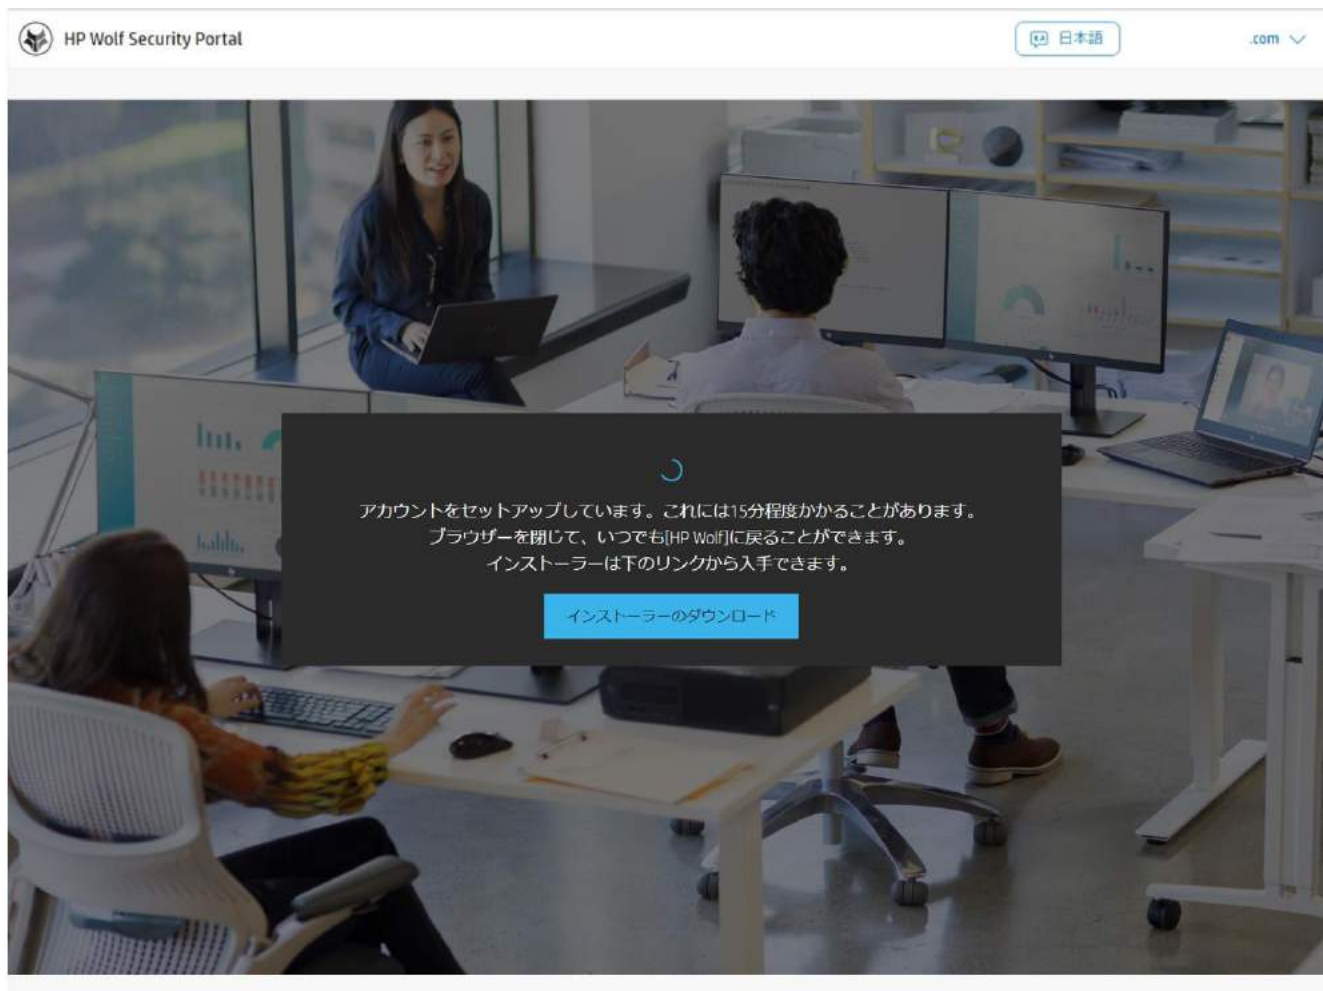 HP Wolf Security Portal
日本語
.com
アカウントをセットアップしています。これには15分程度かかることがあります。
ブラウザーを閉じて、いつでも[HP Wolf]に戻ることができます。
インストーラーは下のリンクから入手できます。
インストーラーのダウンロード